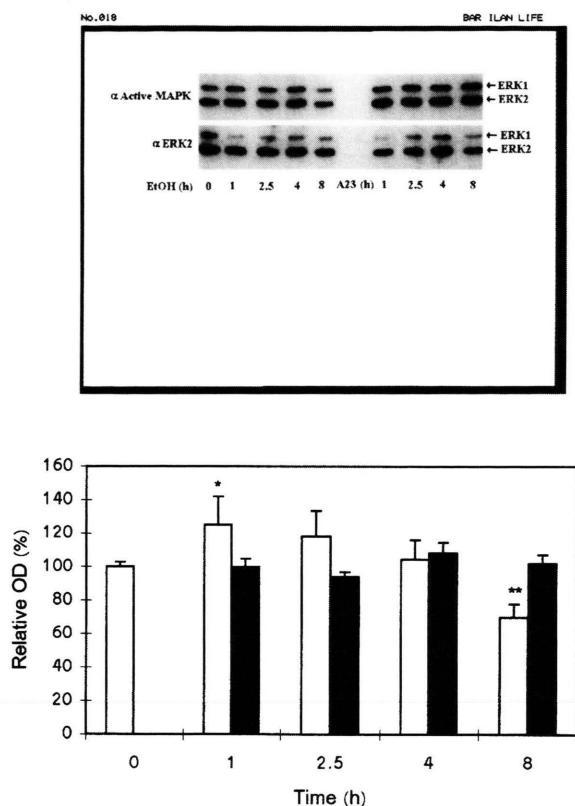 No.018 BAR ILAN LIFE
α Active MAPK ←ERK1
←ERK2
α ERK2 ←ERK1
←ERK2
EtOH (h) 0 1 2.5 4 8 A23 (h) 1 2.5 4 8
160
140
120
100
80
60
40
20
0
Relative OD (%)
*
**
0 1 2.5 4 8
Time (h)